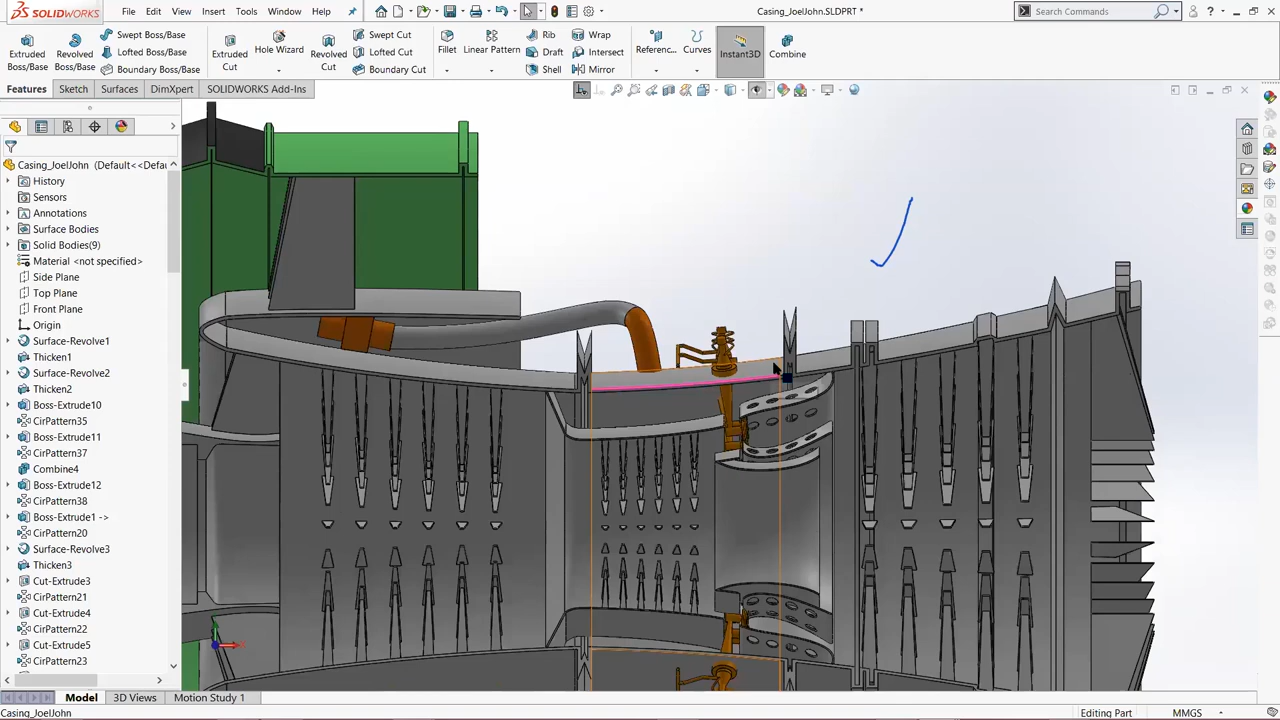 SOLIDWORKS File Edit View Insert Tools Window Help Casing_JoelJohn.SLDPRT * Search Commands ?
Extruded Boss/Base Revolved Boss/Base Swept Boss/Base Lofted Boss/Base Boundary Boss/Base Extruded Cut Hole Wizard Revolved Cut Swept Cut Lofted Cut Boundary Cut Fillet Linear Pattern Rib Draft Shell Wrap Intersect Mirror Referenc... Curves Instant3D Combine
Features Sketch Surfaces DimXpert SOLIDWORKS Add-Ins
Casing_JoelJohn (Default<<Defau
History
Sensors
Annotations
Surface Bodies
Solid Bodies(9)
Material <not specified>
Side Plane
Top Plane
Front Plane
Origin
Surface-Revolve1
Thicken1
Surface-Revolve2
Thicken2
Boss-Extrude10
CirPattern35
Boss-Extrude11
CirPattern37
Combine4
Boss-Extrude12
CirPattern38
Boss-Extrude1 ->
CirPattern20
Surface-Revolve3
Thicken3
Cut-Extrude3
CirPattern21
Cut-Extrude4
CirPattern22
Cut-Extrude5
CirPattern23
Model 3D Views Motion Study 1
Casing_JoelJohn Editing Part MMGS